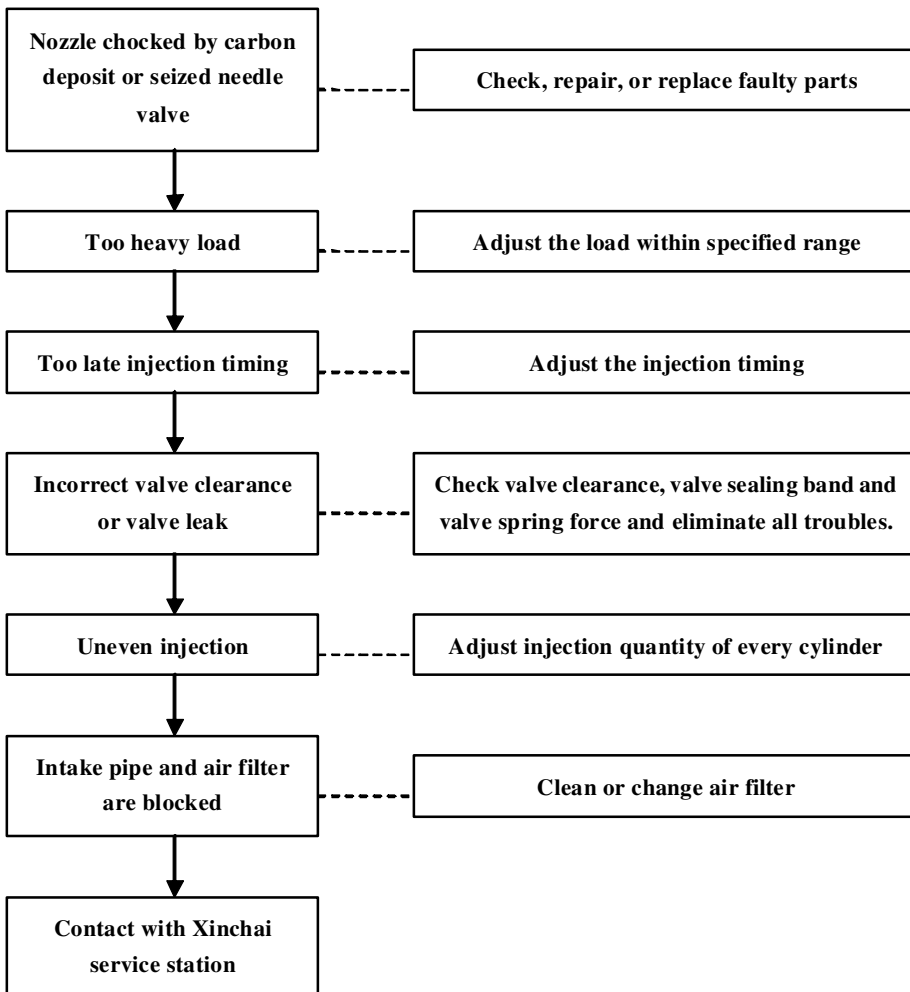 Nozzle chocked by carbon
deposit or seized needle
valve
Check, repair, or replace faulty parts
Too heavy load
Adjust the load within specified range
Too late injection timing
Adjust the injection timing
Incorrect valve clearance
or valve leak
Check valve clearance, valve sealing band and
valve spring force and eliminate all troubles.
Uneven injection
Adjust injection quantity of every cylinder
Intake pipe and air filter
are blocked
Clean or change air filter
Contact with Xinchai
service station